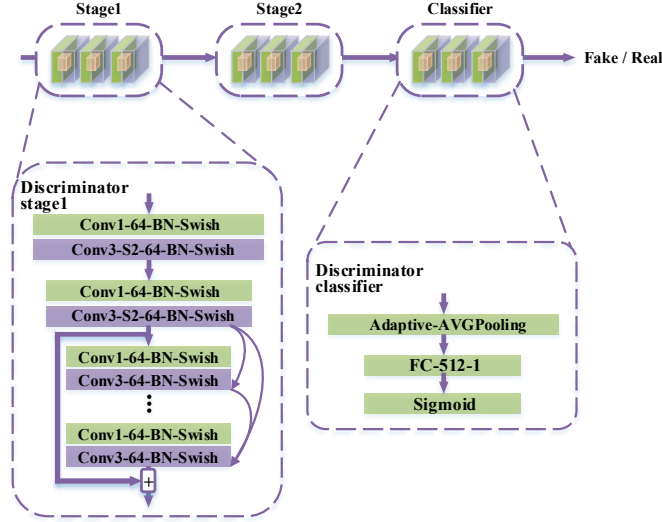 Stage1
Stage2
Classifier
Fake / Real
Discriminator
stage1
Conv1-64-BN-Swish
Conv3-S2-64-BN-Swish
Conv1-64-BN-Swish
Conv3-S2-64-BN-Swish
Conv1-64-BN-Swish
Conv3-64-BN-Swish
Conv1-64-BN-Swish
Conv3-64-BN-Swish
+
Discriminator
classifier
Adaptive-AVGPooling
FC-512-1
Sigmoid